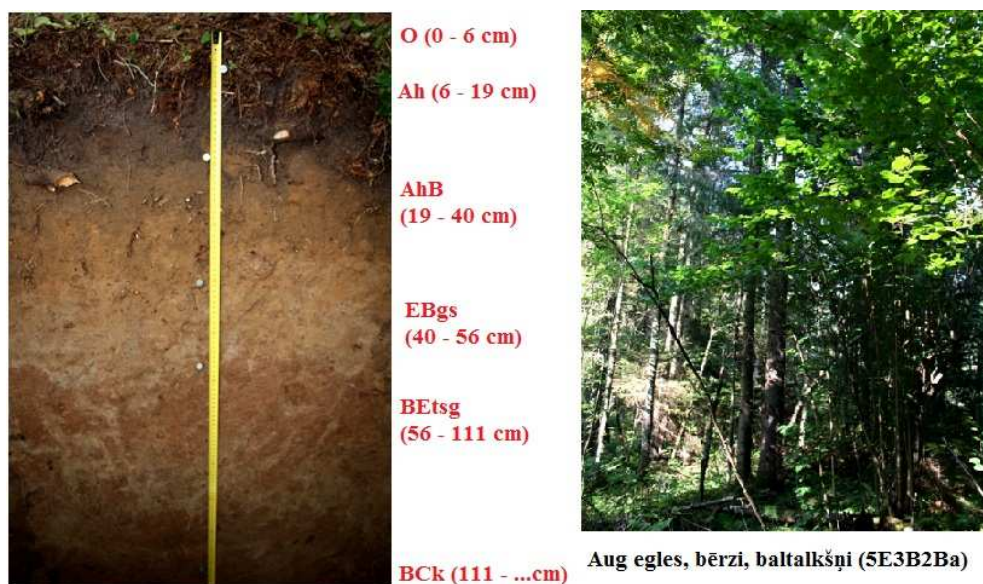 O (0 - 6 cm)
Ah (6 - 19 cm)
AhB
(19 - 40 cm)
EBgs
(40 - 56 cm)
BEtsg
(56 - 111 cm)
BCk (111 - ...cm)
Aug egles, bērzi, baltalkšņi (5E3B2Ba)